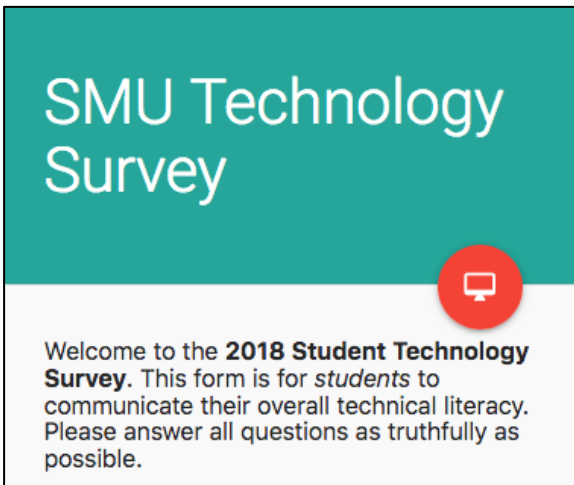 SMU Technology
Survey
Welcome to the 2018 Student Technology
Survey. This form is for students to
communicate their overall technical literacy.
Please answer all questions as truthfully as
possible.